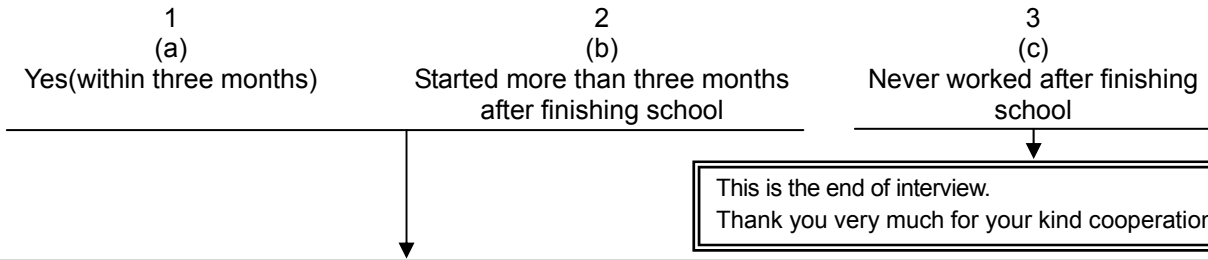 1 2 3
(a) (b) (c)
Yes(within three months) Started more than three months Never worked after finishing
after finishing school school
This is the end of interview.
Thank you very much for your kind cooperation